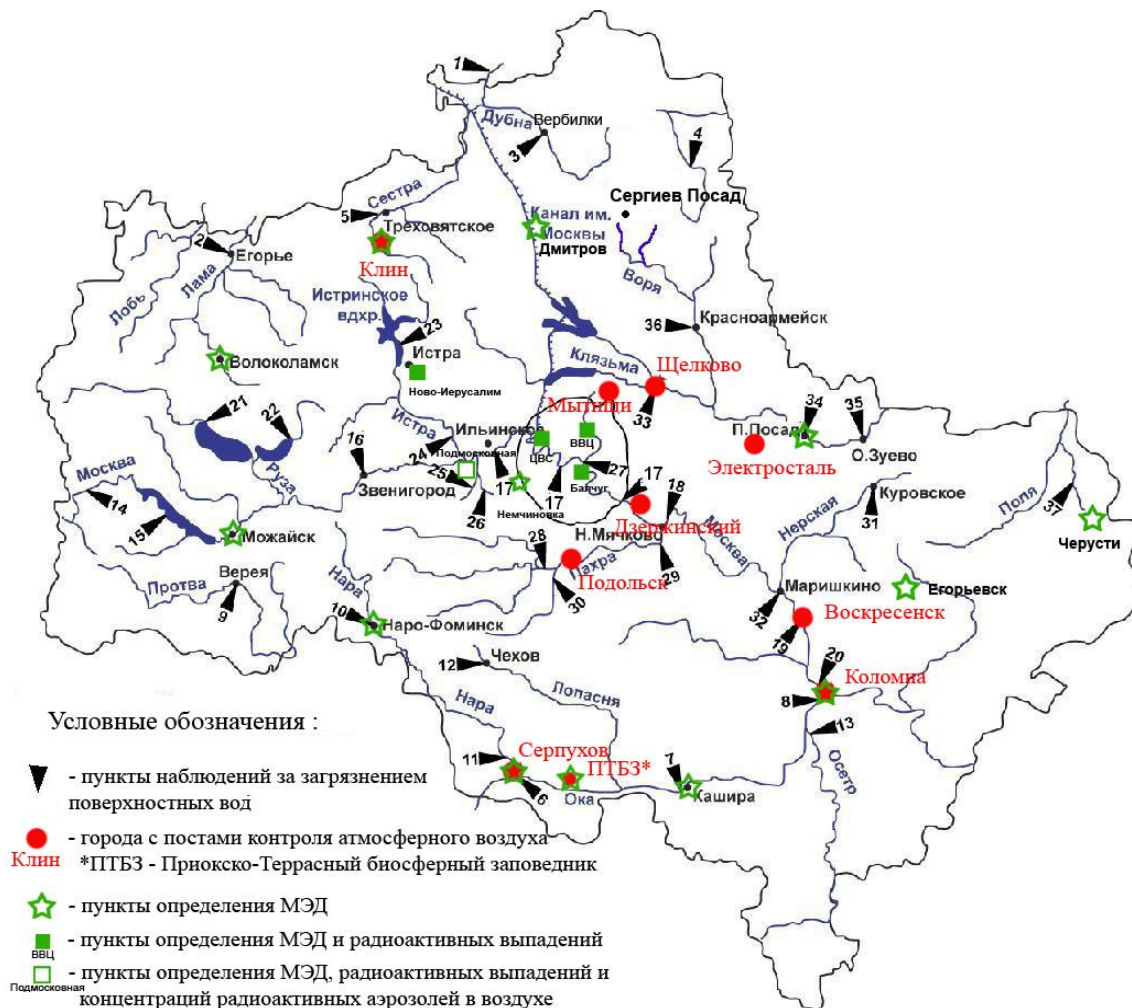 1
Дубна
Вербилки
3
4
Сестра
5
Трехсвятское
Сергиев Посад
Канал им.
Москвы
Дмитров
2
Егорье
Лобь
Лама
Клин
Воря
Истринское
вдхр.
23
36
Красноармейск
Истра
Волоколамск
Клязьма
Щелково
Ново-Иерусалим
Мытищи
33
21
22
34
35
П.Посад
16
Истра
Ильинское
ЦВС
ВВЦ
О.Зуево
Электросталь
24
Подмосковная
Москва
Руза
Звенигород
25
17
17
27
Балчуг
17
18
14
26
Немчиновка
Дзержинский
Куровское
Поля
37
15
Можайск
28
Н.Мячково
Москва
Нерская
31
Черусти
Протва
Верея
Нара
Пахра
Подольск
29
Маришкино
Егорьевск
9
30
32
Воскресенск
10
Наро-Фоминск
19
12
Чехов
20
Коломна
Нара
Лопасня
8
13
Условные обозначения :
11
Серпухов
ПТБЗ*
7
Осетр
6
Ока
Кашира
- пункты наблюдений за загрязнением
поверхностных вод
- города с постами контроля атмосферного воздуха
Клин
*ПТБЗ - Приокско-Террасный биосферный заповедник
- пункты определения МЭД
- пункты определения МЭД и радиоактивных выпадений
ВВЦ
- пункты определения МЭД, радиоактивных выпадений и
Подмосковная
концентраций радиоактивных аэрозолей в воздухе